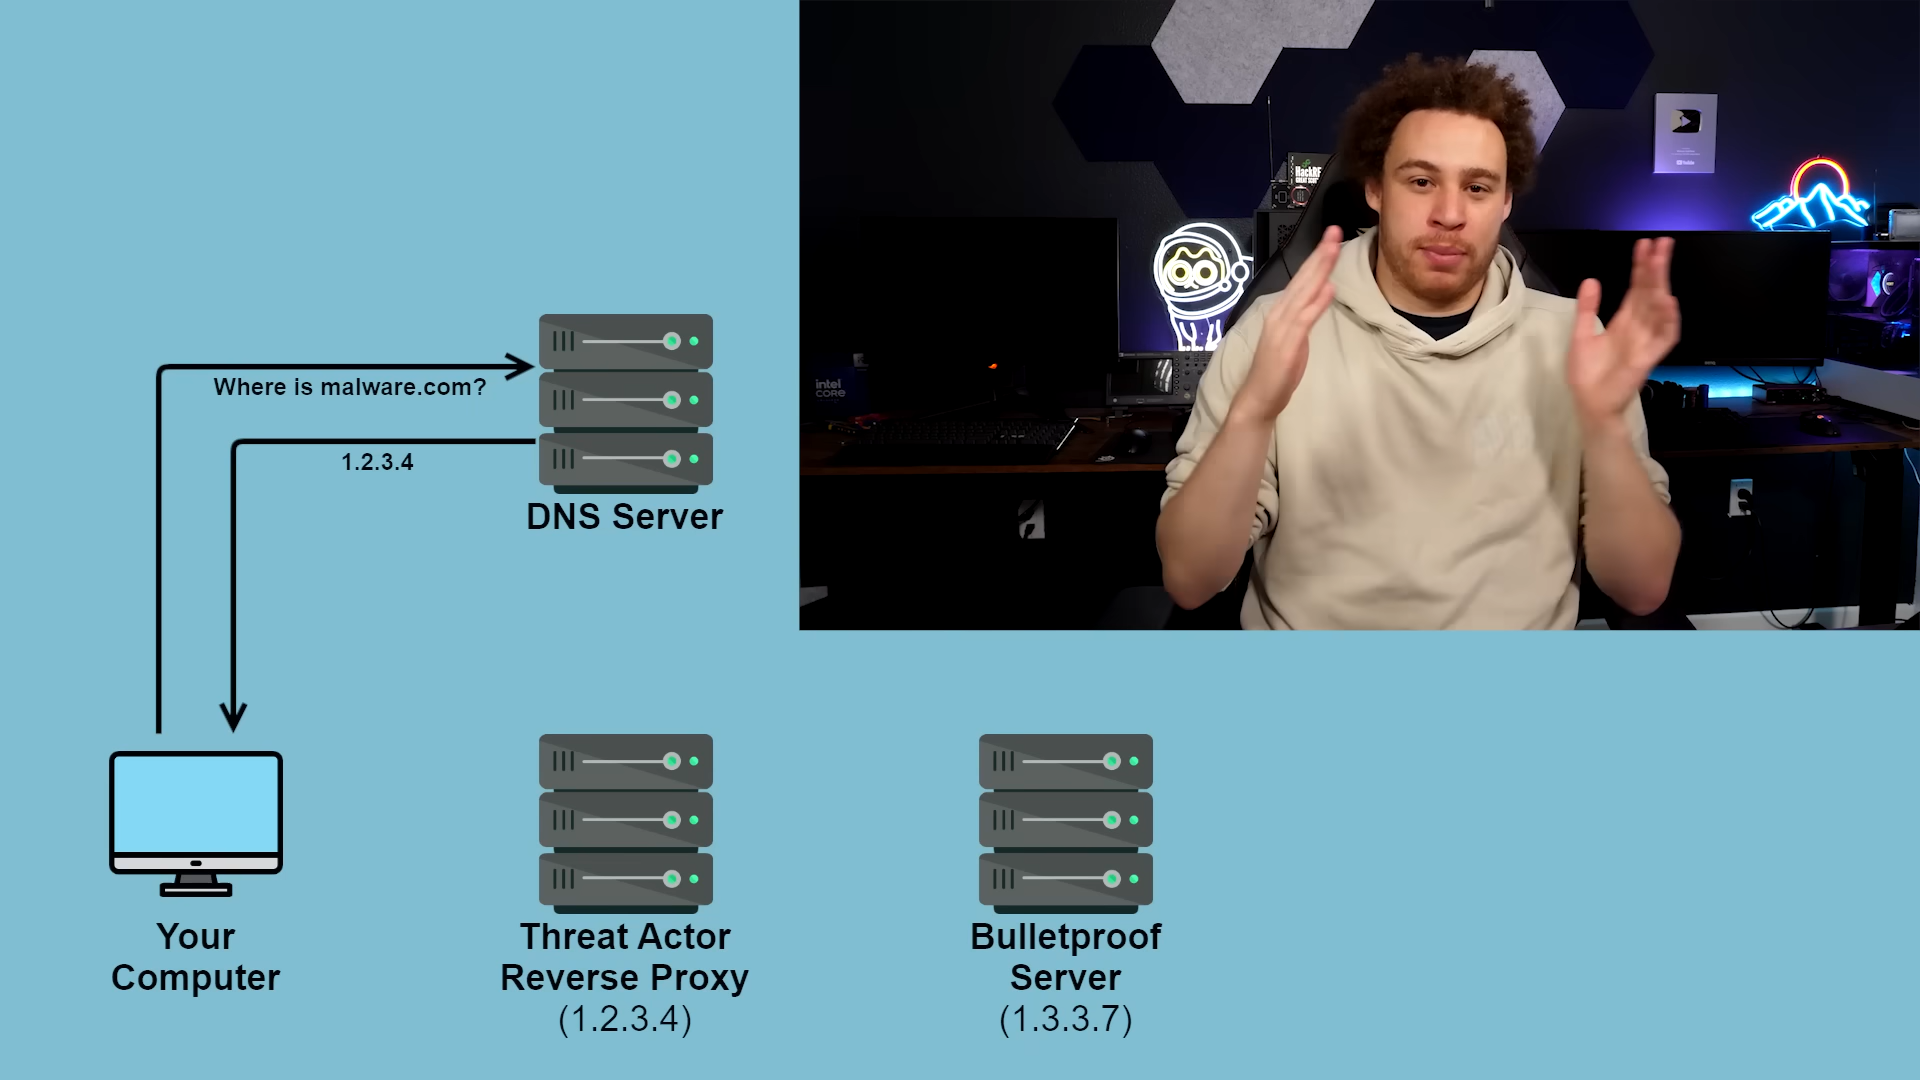 Where is malware.com?
1.2.3.4
DNS Server
Your
Computer
Threat Actor
Reverse Proxy
(1.2.3.4)
Bulletproof
Server
(1.3.3.7)
HackRF
intel
CORE